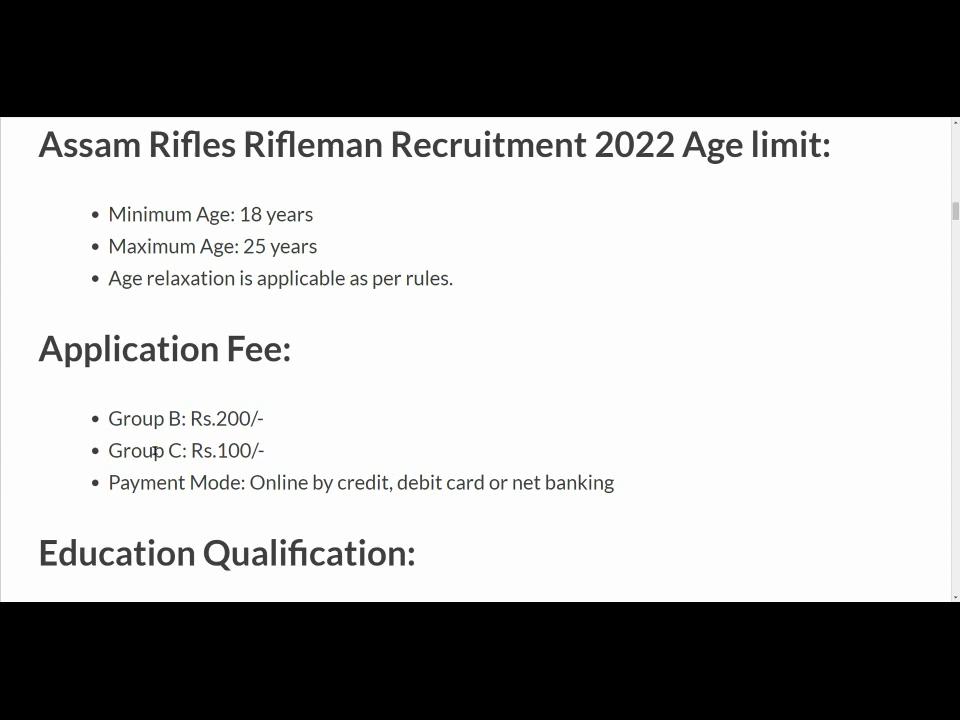 Assam Rifles Rifleman Recruitment 2022 Age limit:
• Minimum Age: 18 years
• Maximum Age: 25 years
• Age relaxation is applicable as per rules.
Application Fee:
• Group B: Rs.200/-
• Group C: Rs.100/-
• Payment Mode: Online by credit, debit card or net banking
Education Qualification: